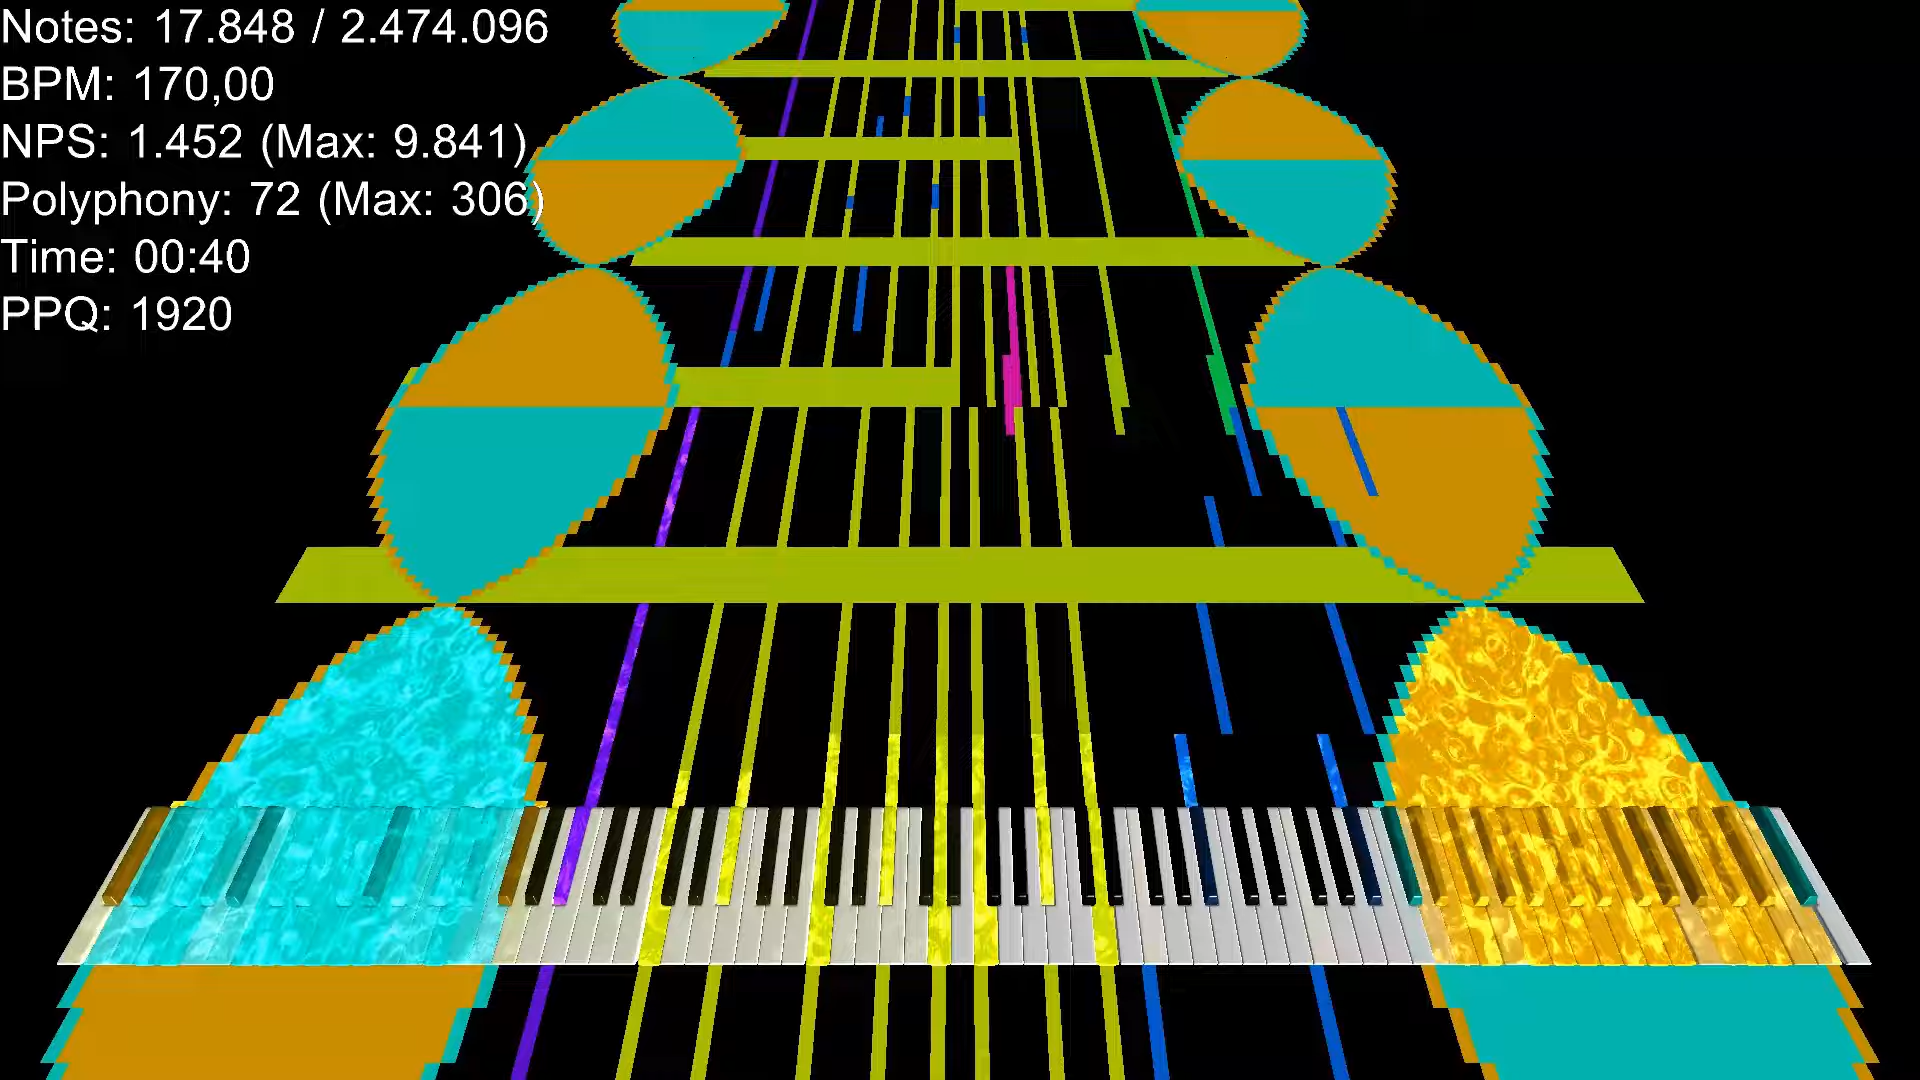 Notes: 17.848 / 2.474.096
BPM: 170,00
NPS: 1.452 (Max: 9.841)
Polyphony: 72 (Max: 306)
Time: 00:40
PPQ: 1920